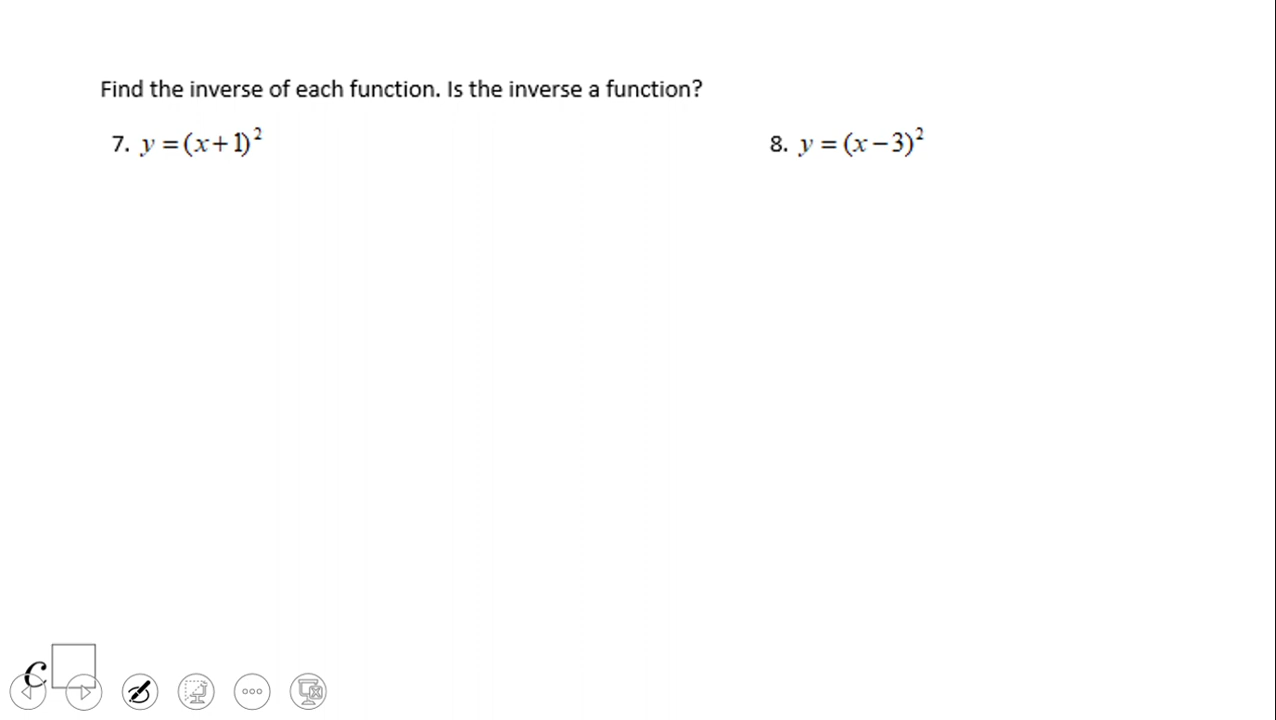 Find the inverse of each function. Is the inverse a function?
7. y = (x+1)²
8. y = (x−3)²
C